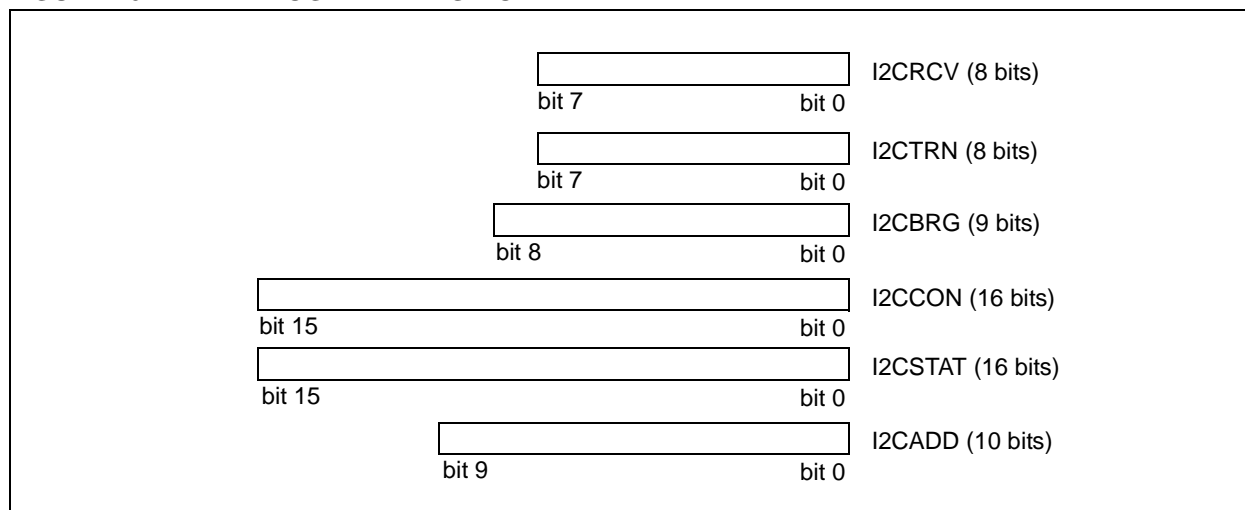 I2CRCV (8 bits)
bit 7 bit 0
I2CTRN (8 bits)
bit 7 bit 0
I2CBRG (9 bits)
bit 8 bit 0
I2CCON (16 bits)
bit 15 bit 0
I2CSTAT (16 bits)
bit 15 bit 0
I2CADD (10 bits)
bit 9 bit 0